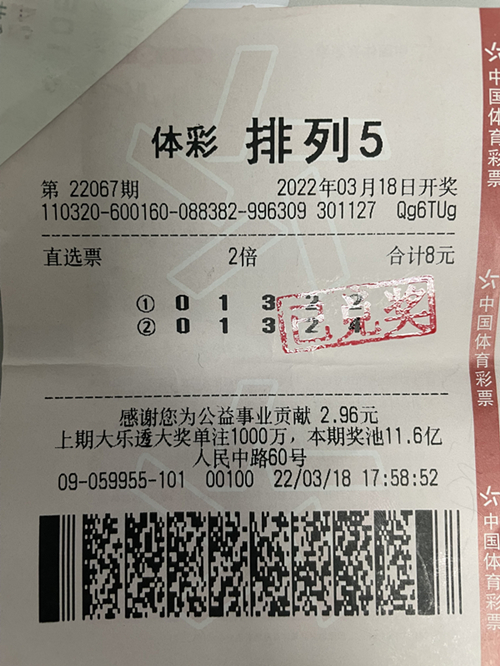 体彩 排列5
第 22067期 2022年03月18日开奖
110320-600160-088382-996309 301127 Qg6TUg
直选票 2倍 合计8元
① 0 1 3 2 2
② 0 1 3 2 4
已兑奖
感谢您为公益事业贡献 2.96元
上期大乐透大奖单注1000万，本期奖池11.6亿
人民中路60号
09-059955-101 00100 22/03/18 17:58:52
中国体育彩票
中国体育彩票
中国体育彩票